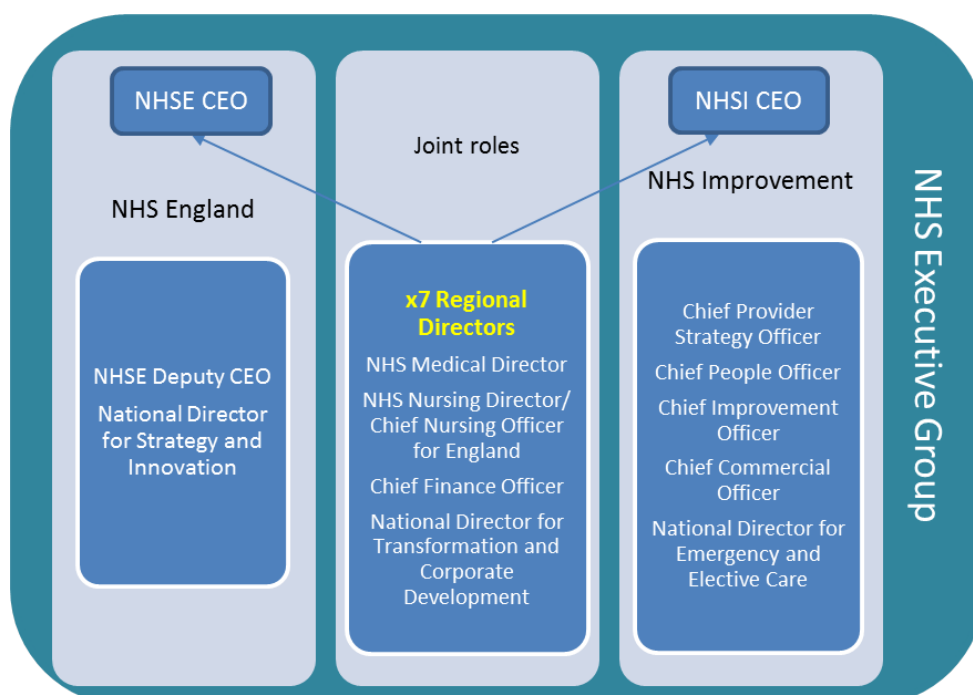 NHSE CEO
NHS England
NHSE Deputy CEO
National Director
for Strategy and
Innovation
Joint roles
x7 Regional
Directors
NHS Medical Director
NHS Nursing Director/
Chief Nursing Officer
for England
Chief Finance Officer
National Director for
Transformation and
Corporate
Development
NHSI CEO
NHS Improvement
Chief Provider
Strategy Officer
Chief People Officer
Chief Improvement
Officer
Chief Commercial
Officer
National Director for
Emergency and
Elective Care
NHS Executive Group